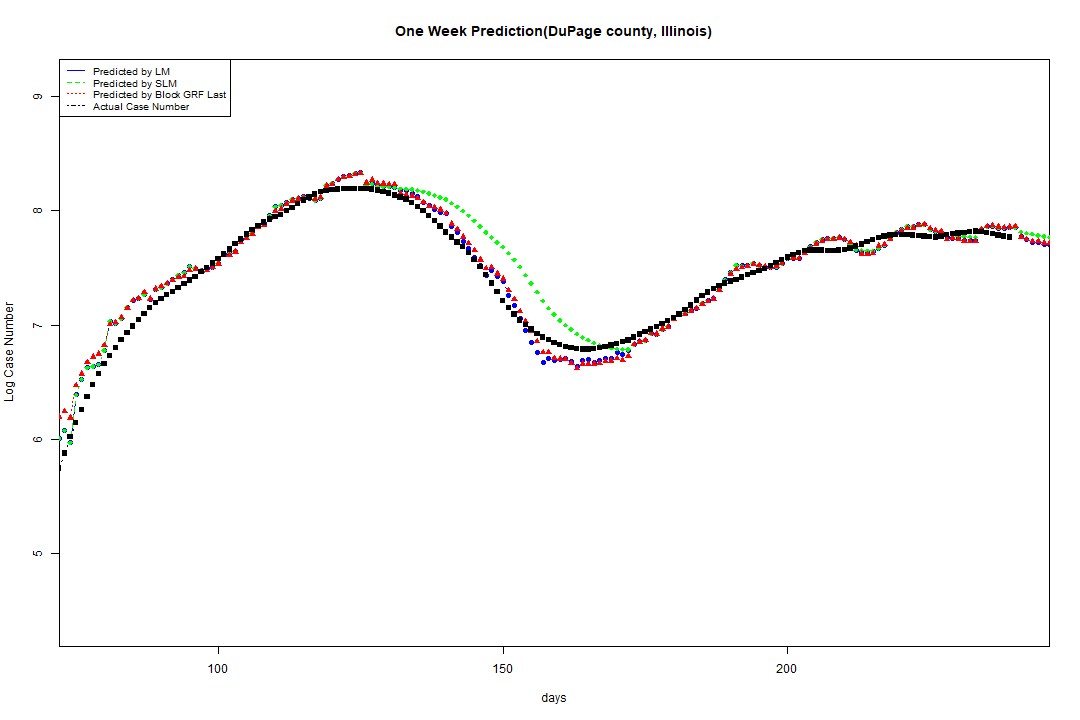 One Week Prediction(DuPage county, Illinois)
Predicted by LM
Predicted by SLM
Predicted by Block GRF Last
Actual Case Number
9
8
7
6
5
Log Case Number
100 150 200
days